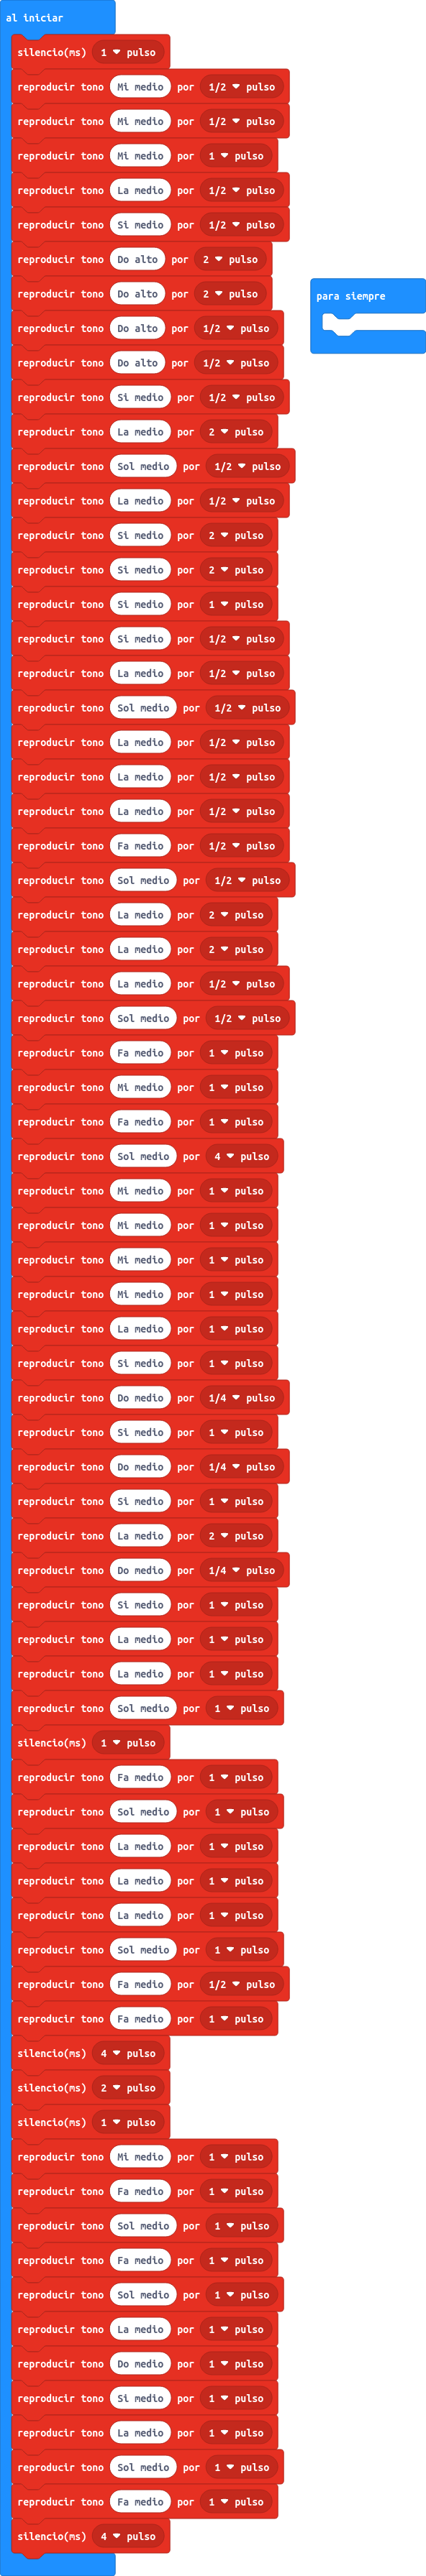 al iniciar
silencio(ms) 1 pulso
reproducir tono Mi medio por 1/2 pulso
reproducir tono Mi medio por 1/2 pulso
reproducir tono Mi medio por 1 pulso
reproducir tono La medio por 1/2 pulso
reproducir tono Si medio por 1/2 pulso
reproducir tono Do alto por 2 pulso
reproducir tono Do alto por 2 pulso
reproducir tono Do alto por 1/2 pulso
reproducir tono Do alto por 1/2 pulso
reproducir tono Si medio por 1/2 pulso
reproducir tono La medio por 2 pulso
reproducir tono Sol medio por 1/2 pulso
reproducir tono La medio por 1/2 pulso
reproducir tono Si medio por 2 pulso
reproducir tono Si medio por 2 pulso
reproducir tono Si medio por 1 pulso
reproducir tono Si medio por 1/2 pulso
reproducir tono La medio por 1/2 pulso
reproducir tono Sol medio por 1/2 pulso
reproducir tono La medio por 1/2 pulso
reproducir tono La medio por 1/2 pulso
reproducir tono La medio por 1/2 pulso
reproducir tono Fa medio por 1/2 pulso
reproducir tono Sol medio por 1/2 pulso
reproducir tono La medio por 2 pulso
reproducir tono La medio por 2 pulso
reproducir tono La medio por 1/2 pulso
reproducir tono Sol medio por 1/2 pulso
reproducir tono Fa medio por 1 pulso
reproducir tono Mi medio por 1 pulso
reproducir tono Fa medio por 1 pulso
reproducir tono Sol medio por 4 pulso
reproducir tono Mi medio por 1 pulso
reproducir tono Mi medio por 1 pulso
reproducir tono Mi medio por 1 pulso
reproducir tono Mi medio por 1 pulso
reproducir tono La medio por 1 pulso
reproducir tono Si medio por 1 pulso
reproducir tono Do medio por 1/4 pulso
reproducir tono Si medio por 1 pulso
reproducir tono Do medio por 1/4 pulso
reproducir tono Si medio por 1 pulso
reproducir tono La medio por 2 pulso
reproducir tono Do medio por 1/4 pulso
reproducir tono Si medio por 1 pulso
reproducir tono La medio por 1 pulso
reproducir tono La medio por 1 pulso
reproducir tono Sol medio por 1 pulso
silencio(ms) 1 pulso
reproducir tono Fa medio por 1 pulso
reproducir tono Sol medio por 1 pulso
reproducir tono La medio por 1 pulso
reproducir tono La medio por 1 pulso
reproducir tono La medio por 1 pulso
reproducir tono Sol medio por 1 pulso
reproducir tono Fa medio por 1/2 pulso
reproducir tono Fa medio por 1 pulso
silencio(ms) 4 pulso
silencio(ms) 2 pulso
silencio(ms) 1 pulso
reproducir tono Mi medio por 1 pulso
reproducir tono Fa medio por 1 pulso
reproducir tono Sol medio por 1 pulso
reproducir tono Fa medio por 1 pulso
reproducir tono Sol medio por 1 pulso
reproducir tono La medio por 1 pulso
reproducir tono Do medio por 1 pulso
reproducir tono Si medio por 1 pulso
reproducir tono La medio por 1 pulso
reproducir tono Sol medio por 1 pulso
reproducir tono Fa medio por 1 pulso
silencio(ms) 4 pulso
para siempre